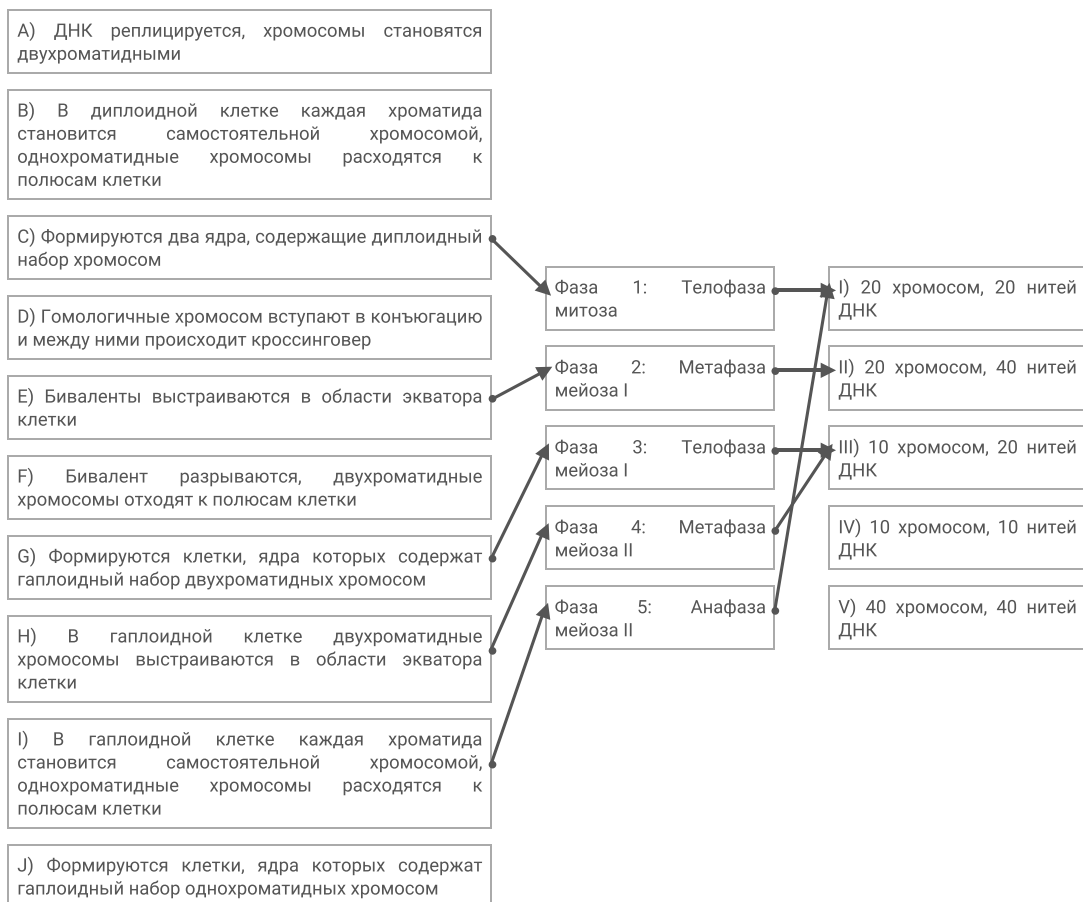 A) ДНК реплицируется, хромосомы становятся
двухроматидными
B) В диплоидной клетке каждая хроматида
становится самостоятельной хромосомой,
однохроматидные хромосомы расходятся к
полюсам клетки
C) Формируются два ядра, содержащие диплоидный
набор хромосом
D) Гомологичные хромосом вступают в конъюгацию
и между ними происходит кроссинговер
E) Биваленты выстраиваются в области экватора
клетки
F) Бивалент разрываются, двухроматидные
хромосомы отходят к полюсам клетки
G) Формируются клетки, ядра которых содержат
гаплоидный набор двухроматидных хромосом
H) В гаплоидной клетке двухроматидные
хромосомы выстраиваются в области экватора
клетки
I) В гаплоидной клетке каждая хроматида
становится самостоятельной хромосомой,
однохроматидные хромосомы расходятся к
полюсам клетки
J) Формируются клетки, ядра которых содержат
гаплоидный набор однохроматидных хромосом
Фаза 1: Телофаза
митоза
Фаза 2: Метафаза
мейоза I
Фаза 3: Телофаза
мейоза I
Фаза 4: Метафаза
мейоза II
Фаза 5: Анафаза
мейоза II
I) 20 хромосом, 20 нитей
ДНК
II) 20 хромосом, 40 нитей
ДНК
III) 10 хромосом, 20 нитей
ДНК
IV) 10 хромосом, 10 нитей
ДНК
V) 40 хромосом, 40 нитей
ДНК